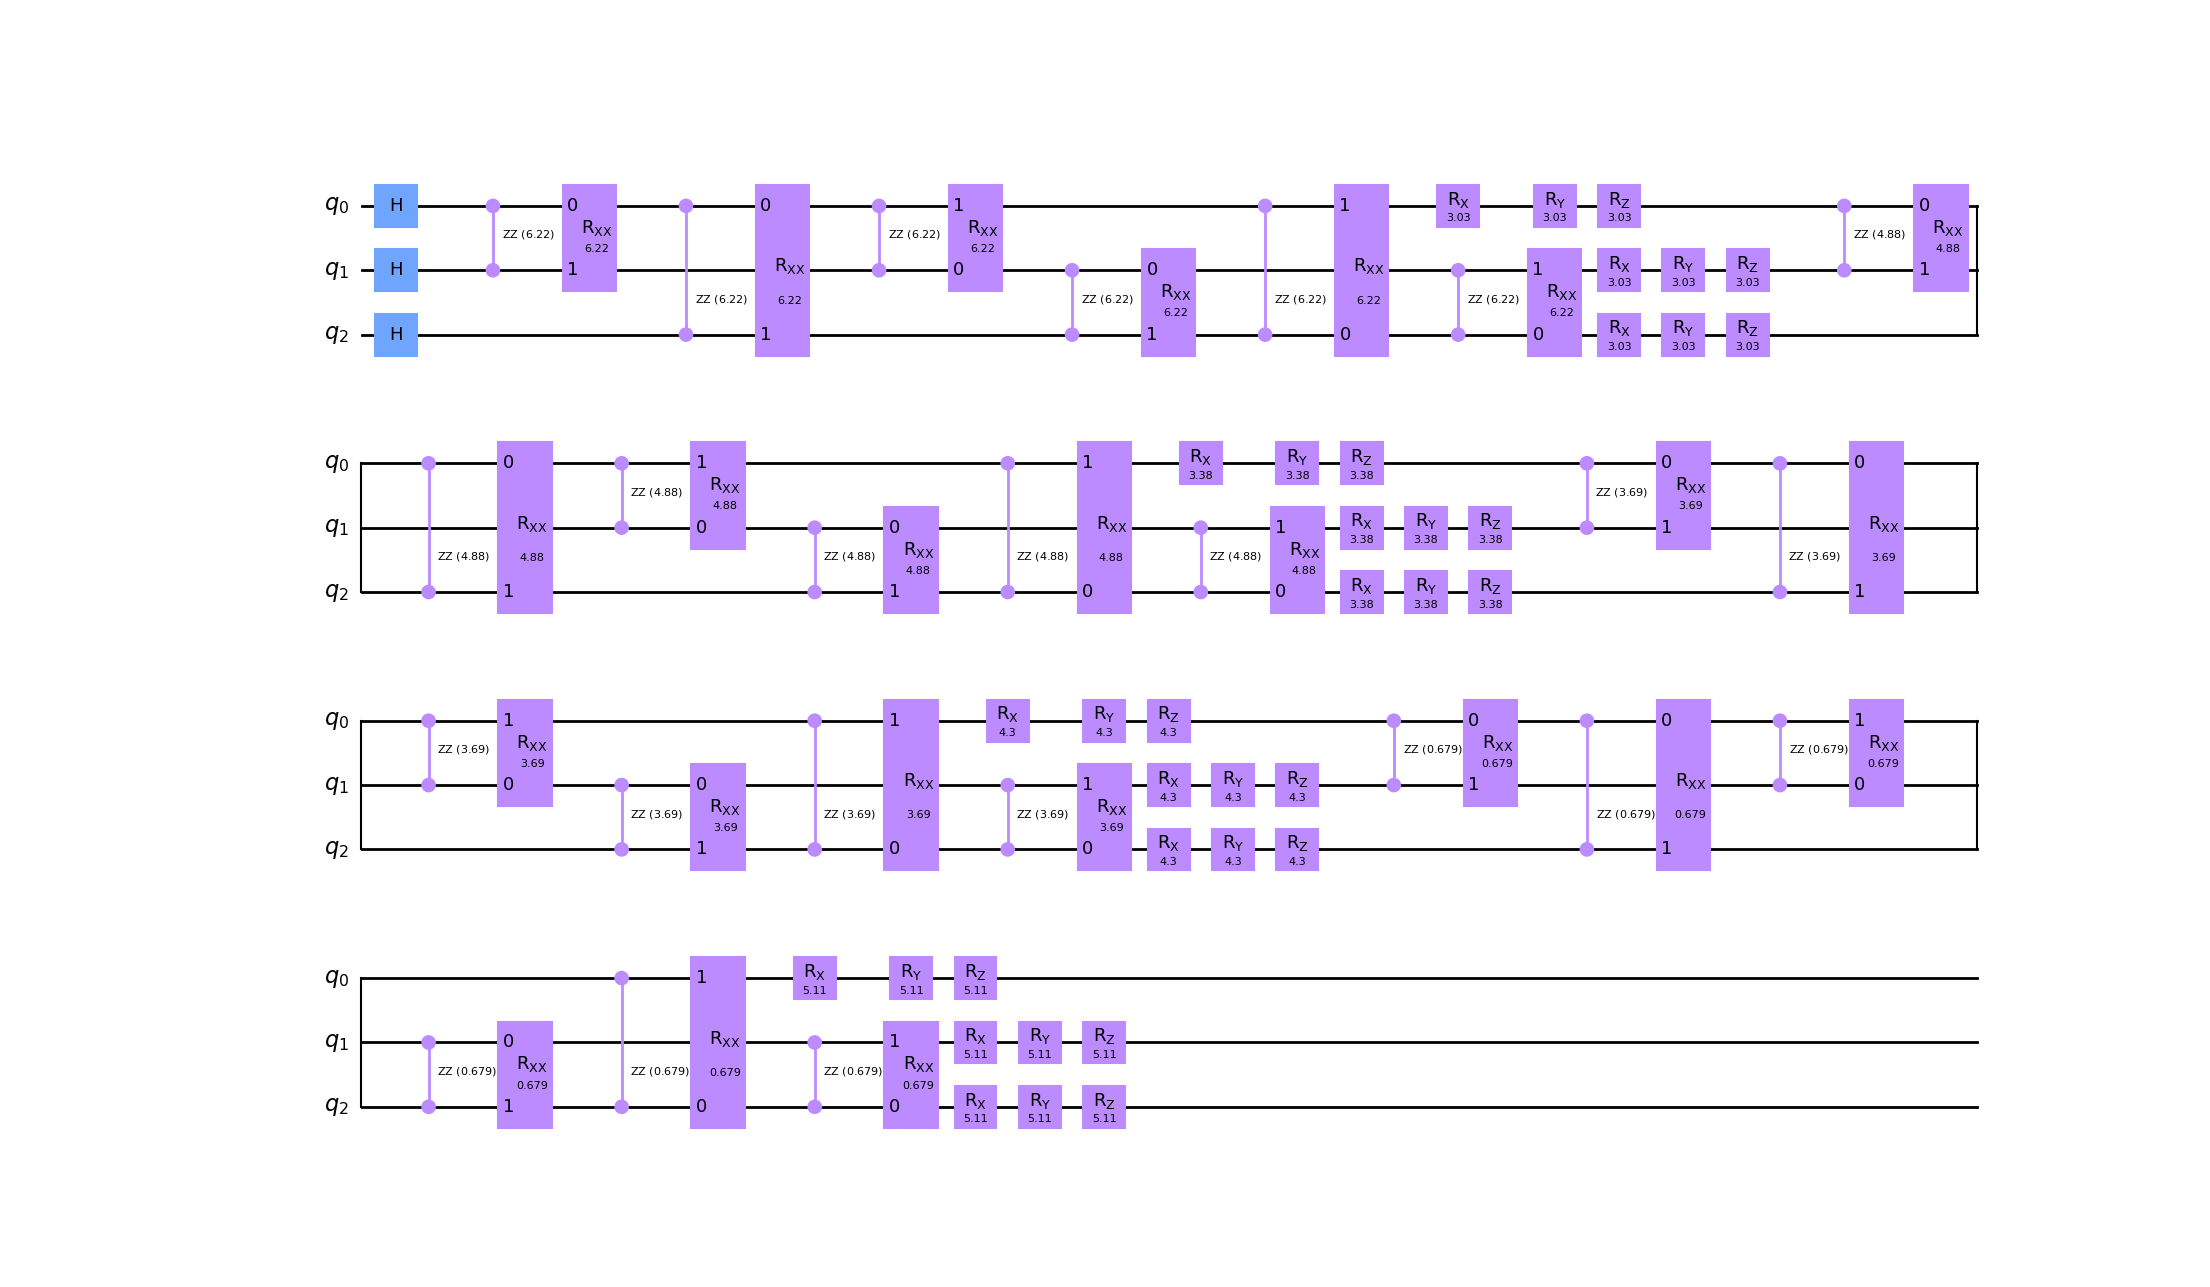 q0 H 0 1 0 1 1 0 1 0 RX 3.03 RY 3.03 RZ 3.03 0
ZZ (6.22) RXX 6.22 ZZ (6.22) RXX 6.22 ZZ (4.88) RXX 4.88
q1 H 1 RXX 0 0 RXX 1 RX 3.03 RY 3.03 RZ 3.03 1
ZZ (6.22) 6.22 ZZ (6.22) RXX 6.22 ZZ (6.22) 6.22 ZZ (6.22) RXX 6.22
q2 H 1 1 0 0 RX 3.03 RY 3.03 RZ 3.03
q0 0 1 1 RX 3.38 RY 3.38 RZ 3.38 0 0
ZZ (4.88) RXX 4.88 ZZ (3.69) RXX 3.69
q1 RXX 0 0 RXX 1 RX 3.38 RY 3.38 RZ 3.38 1 RXX
ZZ (4.88) 4.88 ZZ (4.88) RXX 4.88 ZZ (4.88) 4.88 ZZ (4.88) RXX 4.88 ZZ (3.69) 3.69
q2 1 1 0 0 RX 3.38 RY 3.38 RZ 3.38 1
q0 1 1 RX 4.3 RY 4.3 RZ 4.3 0 0 1
ZZ (3.69) RXX 3.69 ZZ (0.679) RXX 0.679 ZZ (0.679) RXX 0.679
q1 0 0 RXX 1 RX 4.3 RY 4.3 RZ 4.3 1 RXX 0
ZZ (3.69) RXX 3.69 ZZ (3.69) 3.69 ZZ (3.69) RXX 3.69 ZZ (0.679) 0.679
q2 1 0 0 RX 4.3 RY 4.3 RZ 4.3 1
q0 1 RX 5.11 RY 5.11 RZ 5.11
q1 0 RXX 1 RX 5.11 RY 5.11 RZ 5.11
ZZ (0.679) RXX 0.679 ZZ (0.679) 0.679 ZZ (0.679) RXX 0.679
q2 1 0 0 RX 5.11 RY 5.11 RZ 5.11